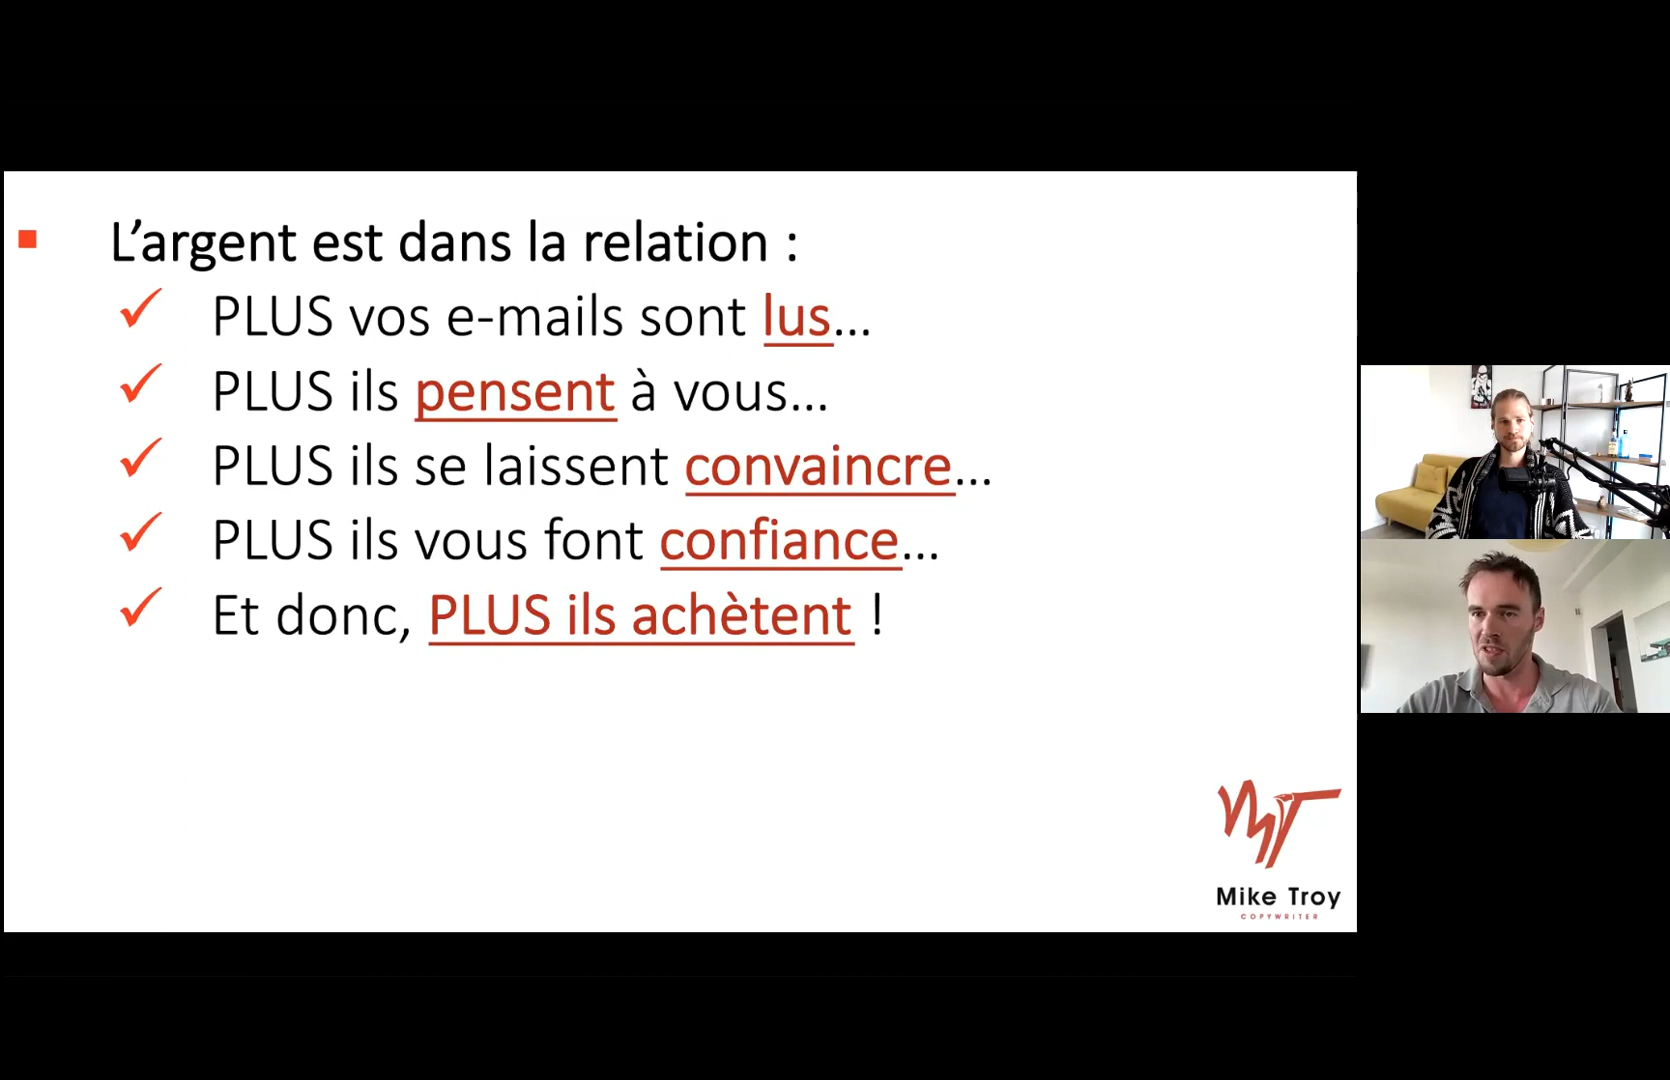 L’argent est dans la relation :
PLUS vos e-mails sont lus...
PLUS ils pensent à vous...
PLUS ils se laissent convaincre...
PLUS ils vous font confiance...
Et donc, PLUS ils achètent !
MT
Mike Troy
COPYWRITER